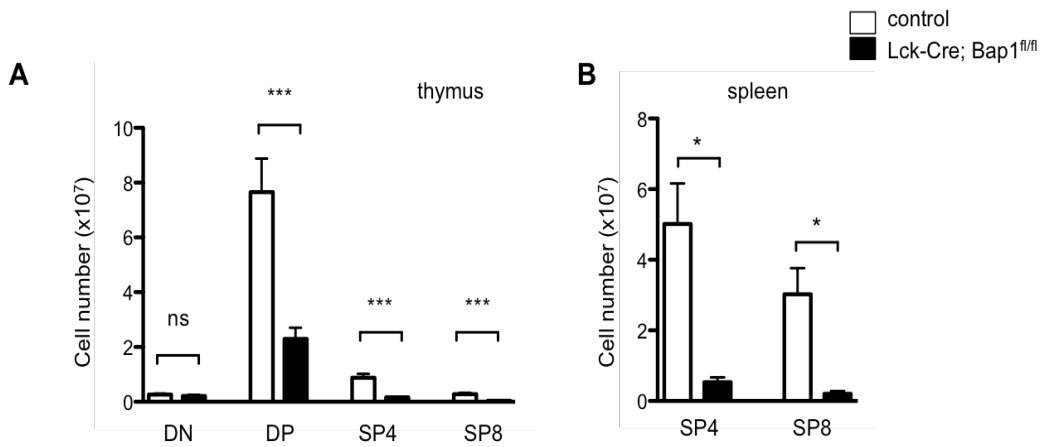 control
Lck-Cre; Bap1fl/fl
A
thymus
***
ns
***
***
Cell number (x10⁷)
10
8
6
4
2
0
DN DP SP4 SP8
B
spleen
*
*
Cell number (x10⁷)
8
6
4
2
0
SP4 SP8